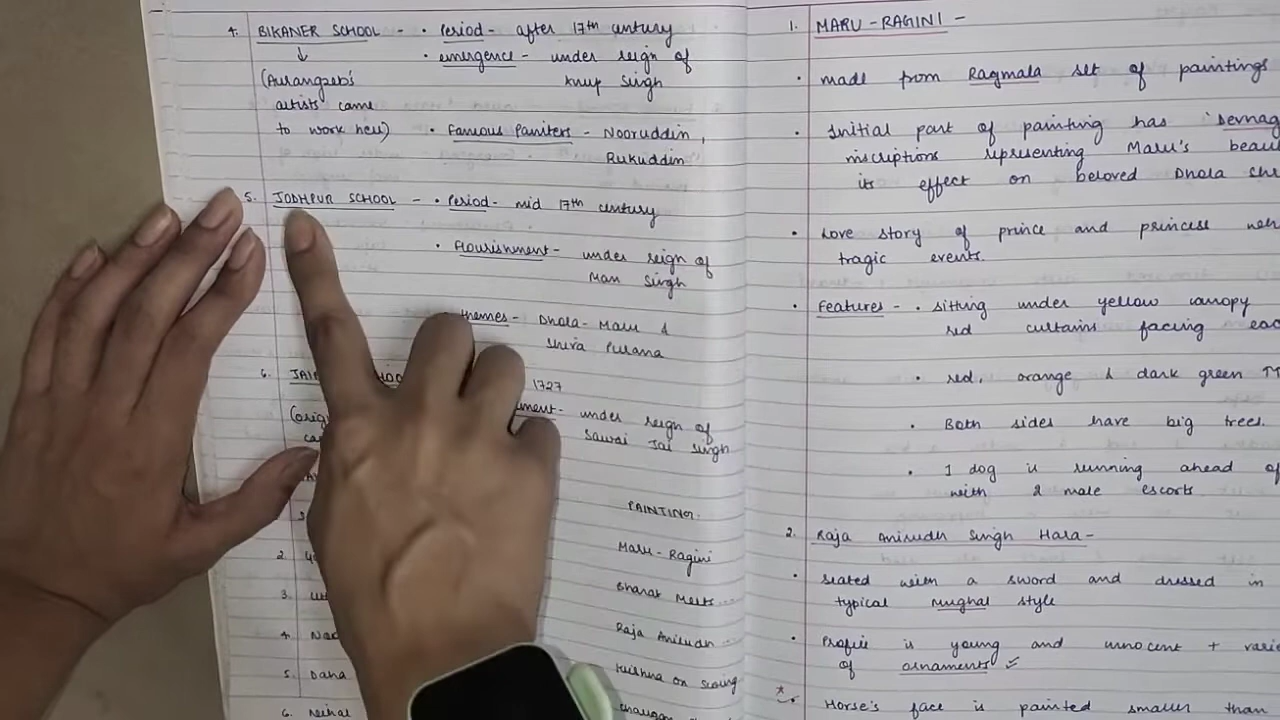 4. BIKANER SCHOOL - • Period - after 17th century
↓
• emergence - under reign of
Anup Singh
(Aurangzeb's
artists came
to work here)
• Famous Painters - Nooruddin,
Rukuddin
5. JODHPUR SCHOOL - • Period - mid 17th century
• Flourishment - under reign of
Man Singh
themes - Dhola-Maru &
Shiva Purana
6.
1727
under reign of
Sawai Jai Singh
PAINTING
Maru-Ragini
2.
Bharat Meets...
3.
Raja Anirudh...
4.
Krishna on swing
5.
6.
1. MARU-RAGINI -
• made from Ragmala set of paintings
• Initial part of painting has
inscriptions representing Maru's
its effect on beloved Dhola
• Love story of prince and princess
tragic events.
• Features - • sitting under yellow canopy
red curtains facing
• red, orange & dark green
• Both sides have big trees.
• 1 dog is running ahead of
with 2 male escorts
2. Raja Anirudh Singh Hara -
• seated with a sword and dressed in
typical Mughal style
• Profile is young and innocent +
of ornaments
* • Horse's face is painted smaller than